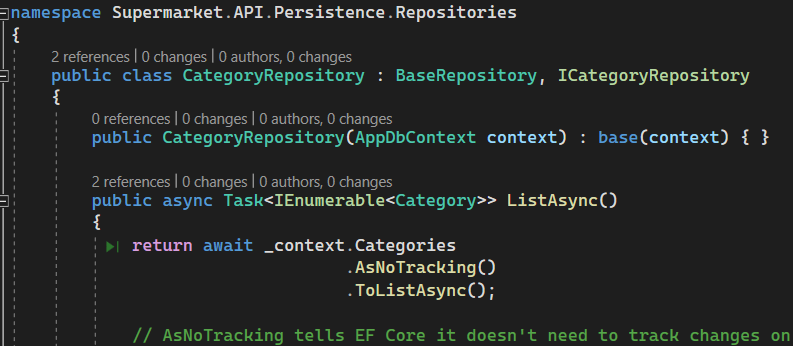 namespace Supermarket.API.Persistence.Repositories
{
2 references | 0 changes | 0 authors, 0 changes
public class CategoryRepository : BaseRepository, ICategoryRepository
{
0 references | 0 changes | 0 authors, 0 changes
public CategoryRepository(AppDbContext context) : base(context) { }
2 references | 0 changes | 0 authors, 0 changes
public async Task<IEnumerable<Category>> ListAsync()
{
return await _context.Categories
.AsNoTracking()
.ToListAsync();
// AsNoTracking tells EF Core it doesn't need to track changes on